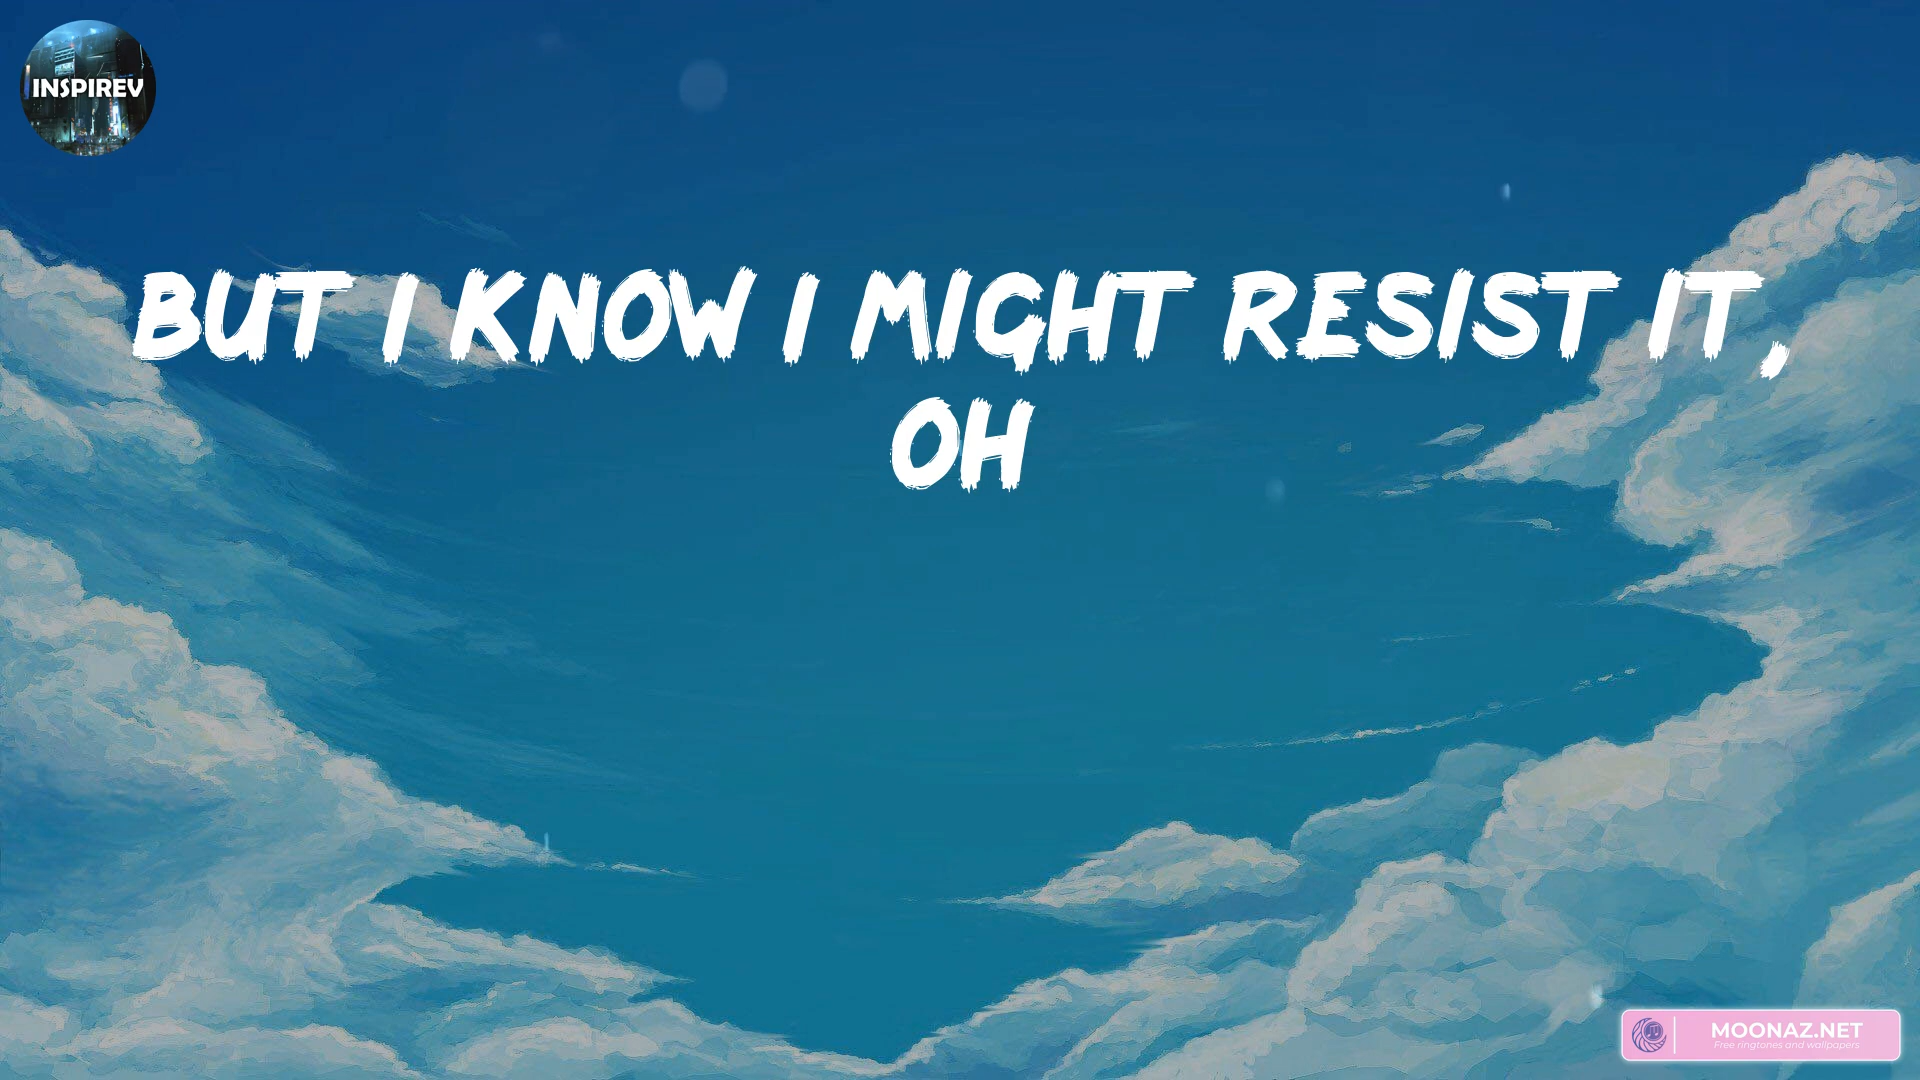 INSPIREV
BUT I KNOW I MIGHT RESIST IT,
OH
MOONAZ.NET
Free ringtones and wallpapers